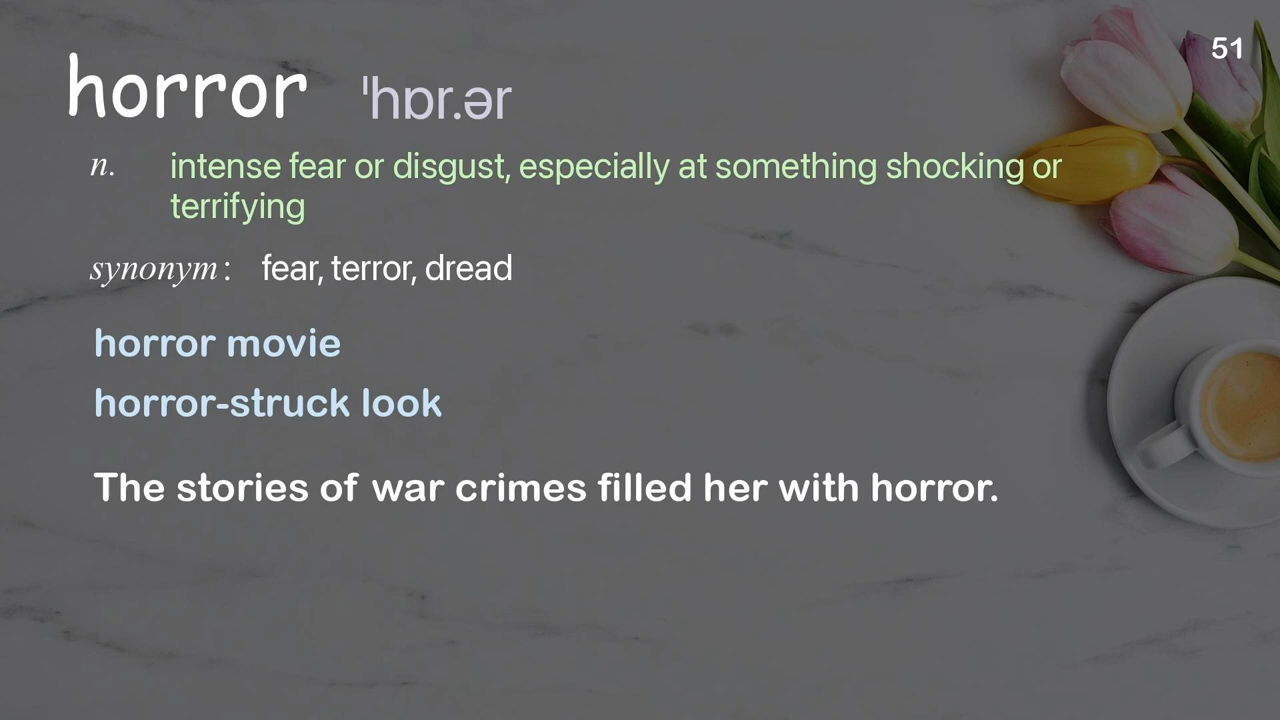 51
horror ˈhɒr.ər
n. intense fear or disgust, especially at something shocking or
terrifying
synonym: fear, terror, dread
horror movie
horror-struck look
The stories of war crimes filled her with horror.